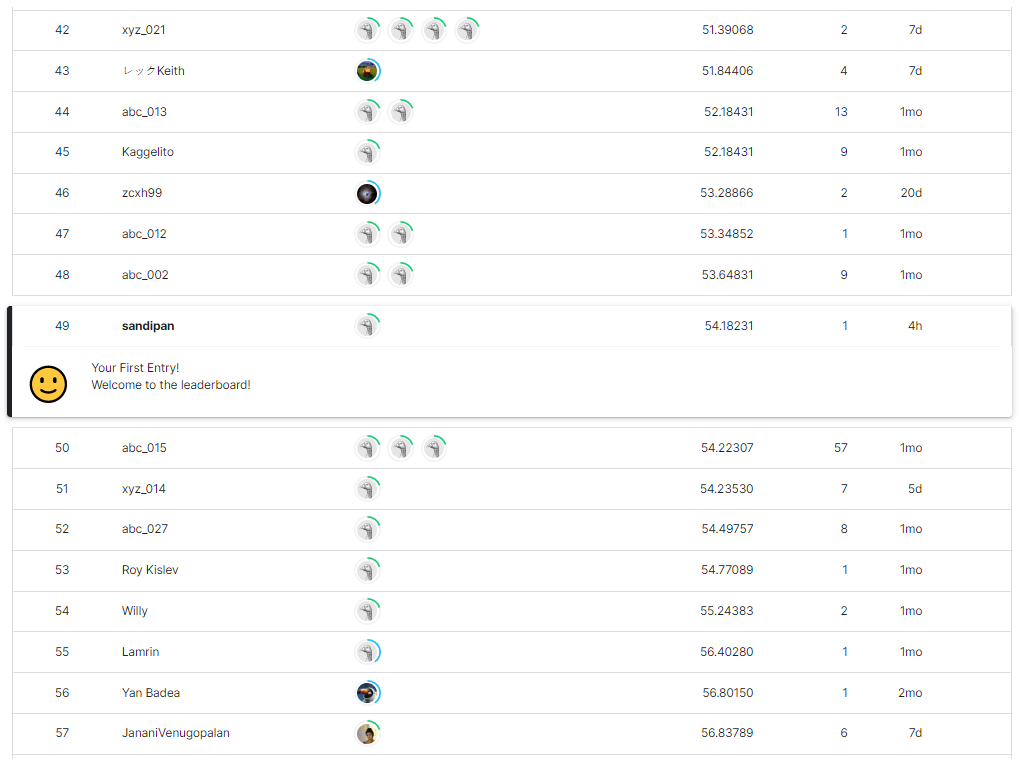 42 xyz_021 51.39068 2 7d
43 レックKeith 51.84406 4 7d
44 abc_013 52.18431 13 1mo
45 Kaggelito 52.18431 9 1mo
46 zcxh99 53.28866 2 20d
47 abc_012 53.34852 1 1mo
48 abc_002 53.64831 9 1mo
49 sandipan 54.18231 1 4h
Your First Entry!
Welcome to the leaderboard!
50 abc_015 54.22307 57 1mo
51 xyz_014 54.23530 7 5d
52 abc_027 54.49757 8 1mo
53 Roy Kislev 54.77089 1 1mo
54 Willy 55.24383 2 1mo
55 Lamrin 56.40280 1 1mo
56 Yan Badea 56.80150 1 2mo
57 JananiVenugopalan 56.83789 6 7d